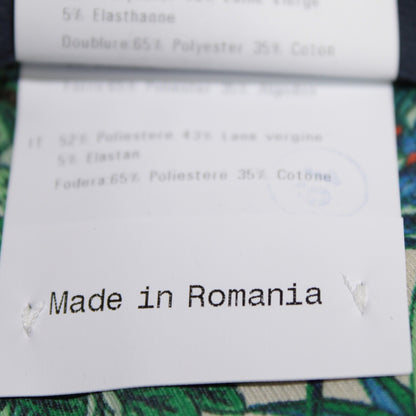 5% Elasthanne
Doublure:65% Polyester 35% Coton
IT 52% Poliestere 43% Lana vergine
5% Elastan
Fodera:65% Poliestere 35% Cotone
Made in Romania